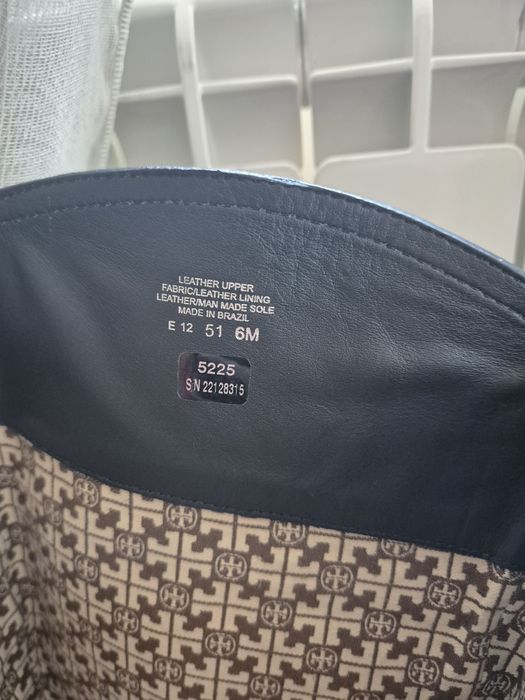 LEATHER UPPER
FABRIC/LEATHER LINING
LEATHER/MAN MADE SOLE
MADE IN BRAZIL
E 12 51 6M
5225
S/N 22128315